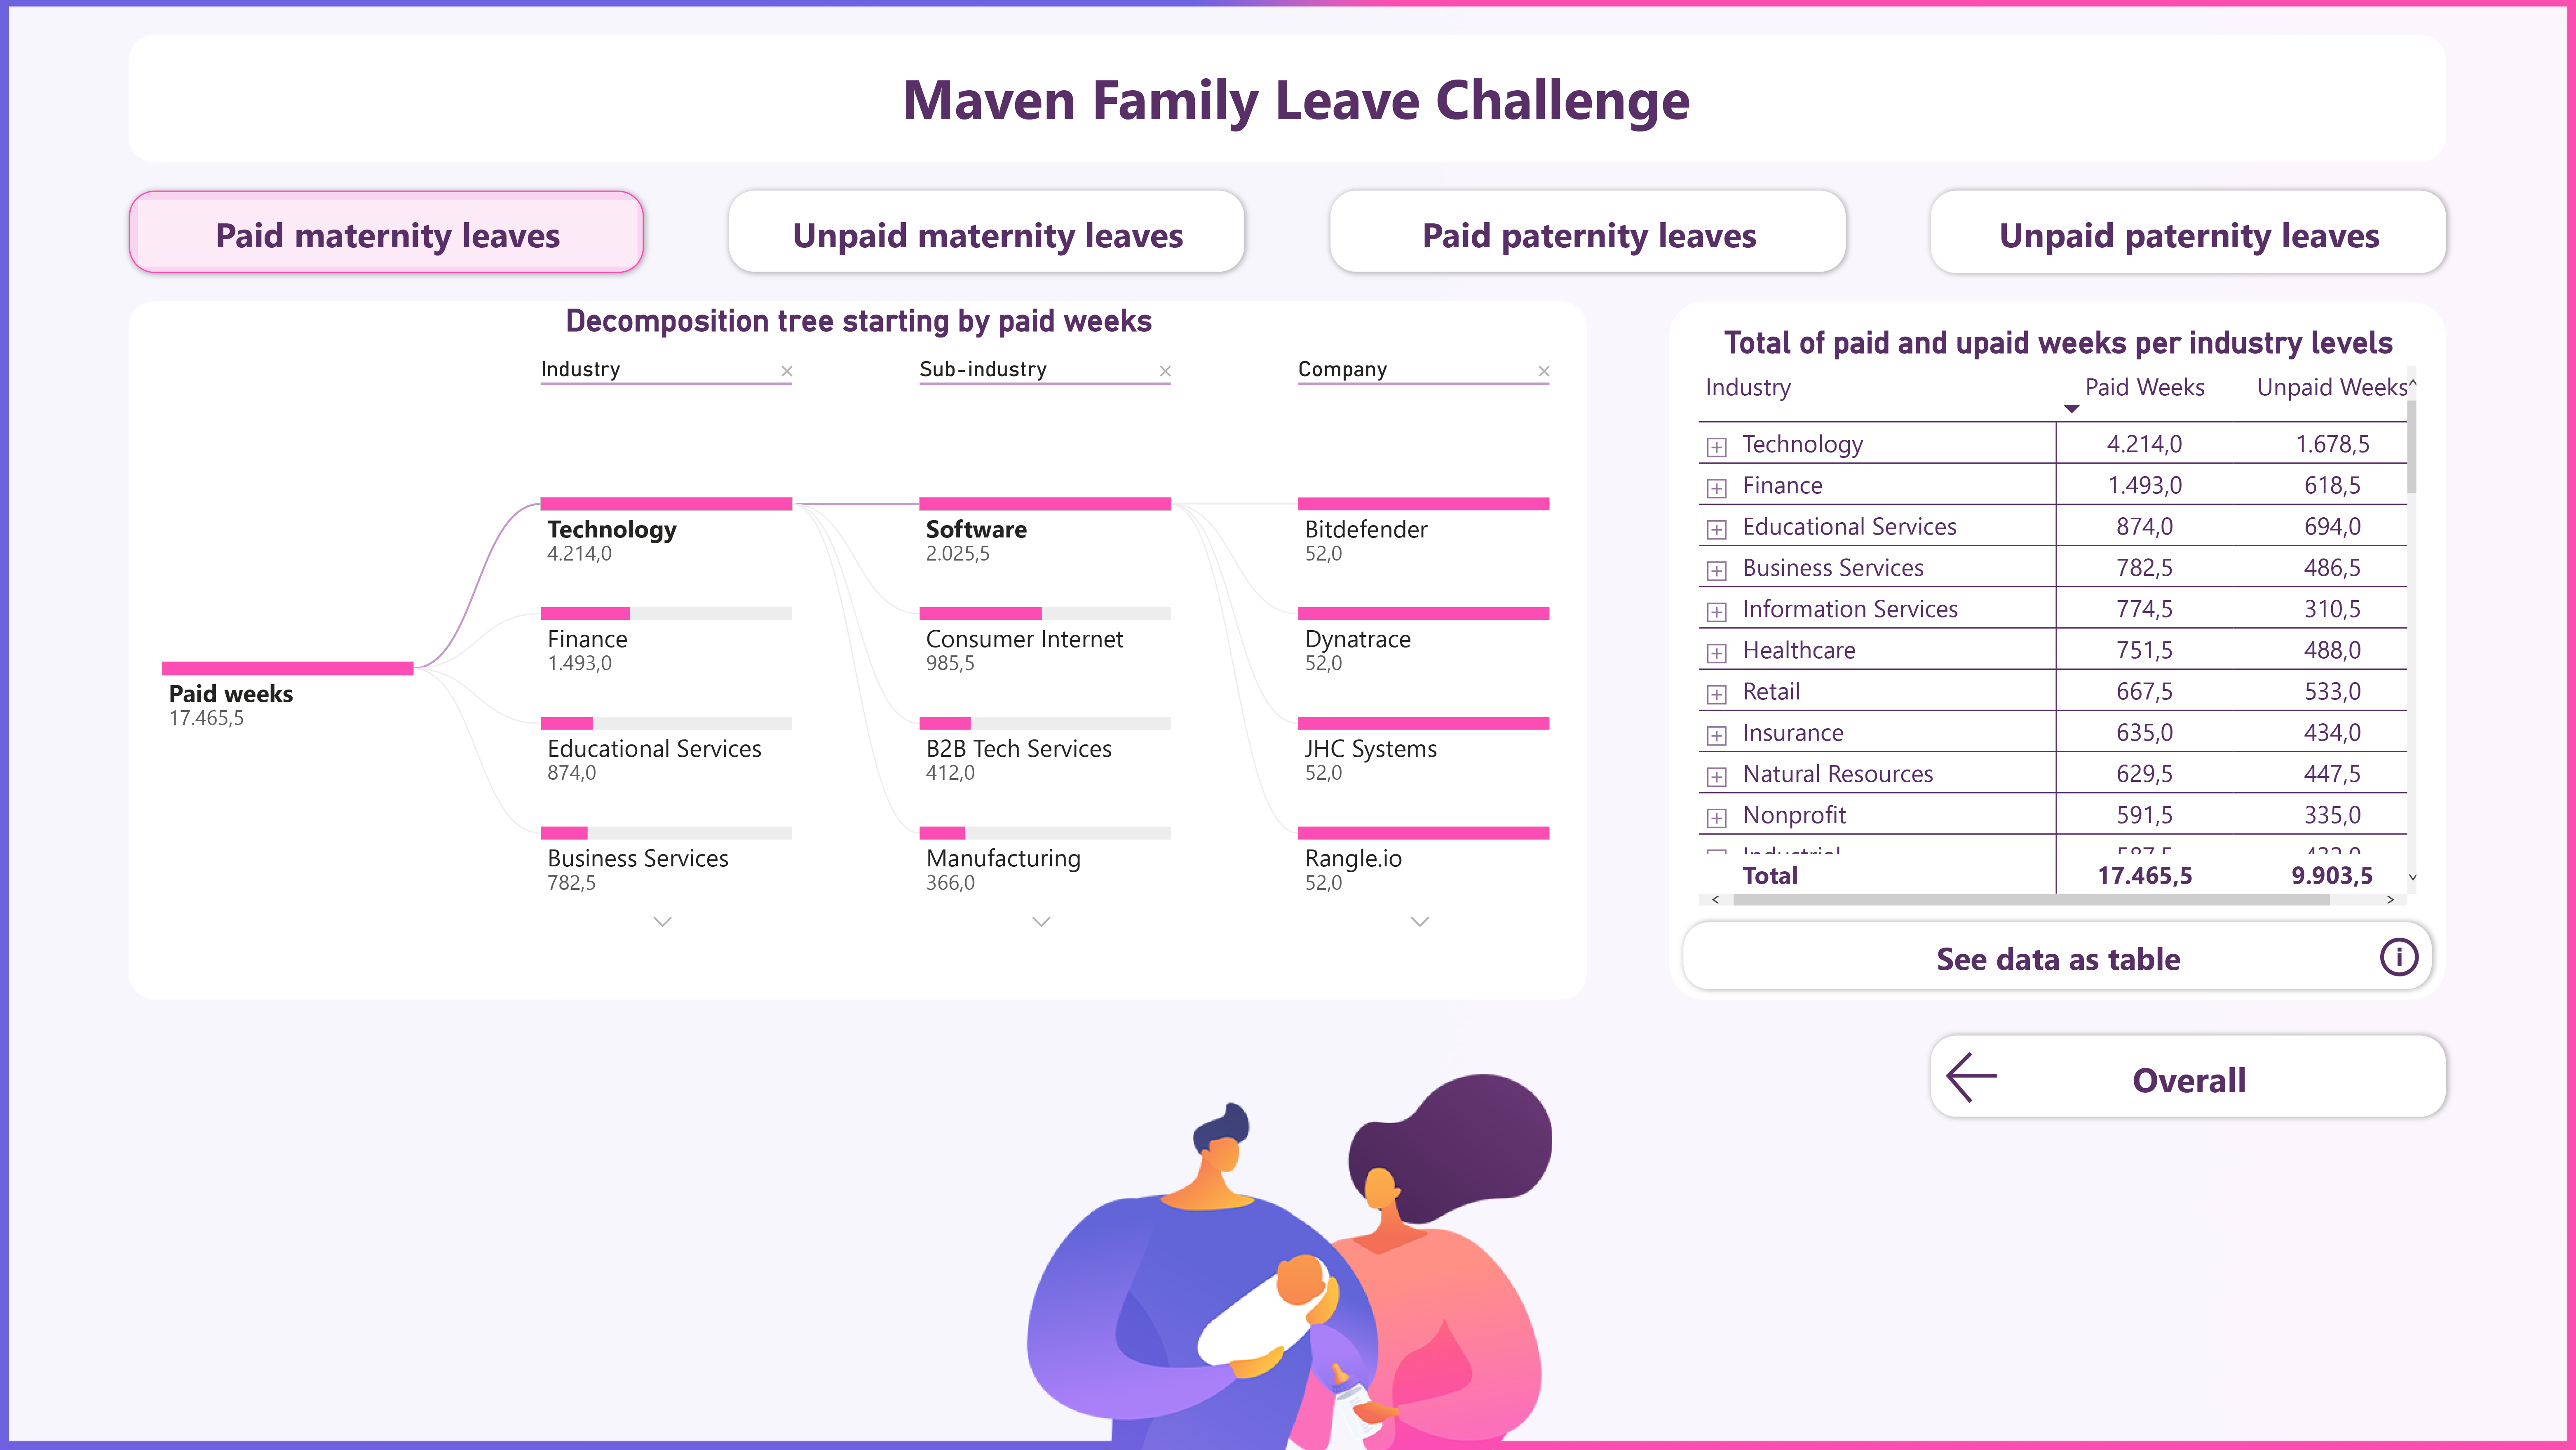 Maven Family Leave Challenge
Paid maternity leaves
Unpaid maternity leaves
Paid paternity leaves
Unpaid paternity leaves
Decomposition tree starting by paid weeks
Industry
Sub-industry
Company
Paid weeks
17.465,5
Technology
4.214,0
Finance
1.493,0
Educational Services
874,0
Business Services
782,5
Software
2.025,5
Consumer Internet
985,5
B2B Tech Services
412,0
Manufacturing
366,0
Bitdefender
52,0
Dynatrace
52,0
JHC Systems
52,0
Rangle.io
52,0
Total of paid and upaid weeks per industry levels
Industry Paid Weeks Unpaid Weeks
Technology 4.214,0 1.678,5
Finance 1.493,0 618,5
Educational Services 874,0 694,0
Business Services 782,5 486,5
Information Services 774,5 310,5
Healthcare 751,5 488,0
Retail 667,5 533,0
Insurance 635,0 434,0
Natural Resources 629,5 447,5
Nonprofit 591,5 335,0
Total 17.465,5 9.903,5
See data as table
Overall